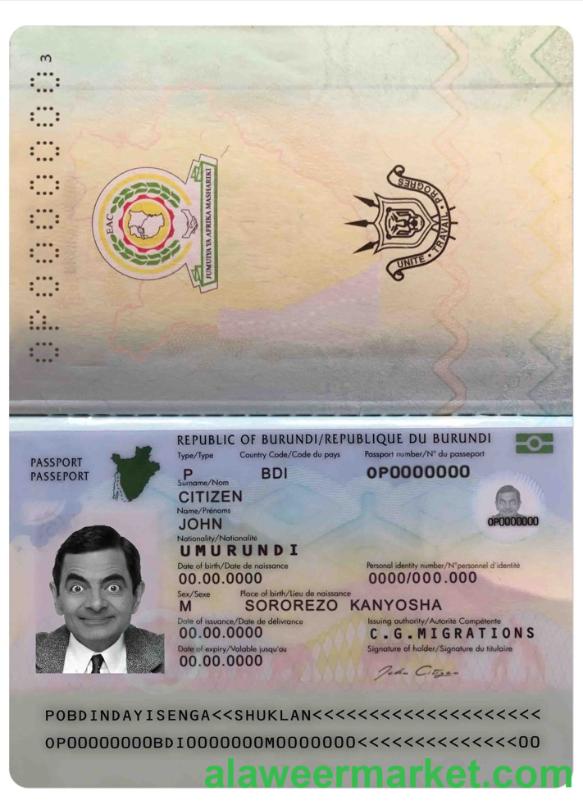 OP0000000 3
EAC
JUMUIYA YA AFRIKA MASHARIKI
UNITE • TRAVAIL • PROGRES
REPUBLIC OF BURUNDI/REPUBLIQUE DU BURUNDI
PASSPORT
PASSEPORT
Type/Type Country Code/Code du pays Passport number/N° du passeport
P BDI OP0000000
Surname/Nom
CITIZEN
Name/Prénoms
JOHN
OP0000000
Nationality/Nationalité
UMURUNDI
Date of birth/Date de naissance Personal identity number/N°personnel d'identité
00.00.0000 0000/000.000
Sex/Sexe Place of birth/Lieu de naissance
M SOROREZO KANYOSHA
Date of issuance/Date de délivrance Issuing authority/Autorité Compétente
00.00.0000 C.G.MIGRATIONS
Date of expiry/Valable jusqu'au Signature of holder/Signature du titulaire
00.00.0000 John Citizen
POBDINDAYISENGA<<SHUKLAN<<<<<<<<<<<<<<<<<<<<
OP00000000BDI0000000M0000000<<<<<<<<<<<<<<00
alaweermarket.com